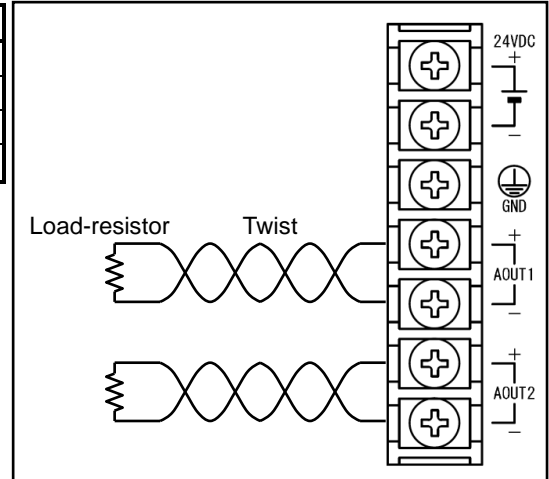 24VDC
+
−
GND
Load-resistor Twist
+
AOUT1
−
+
AOUT2
−